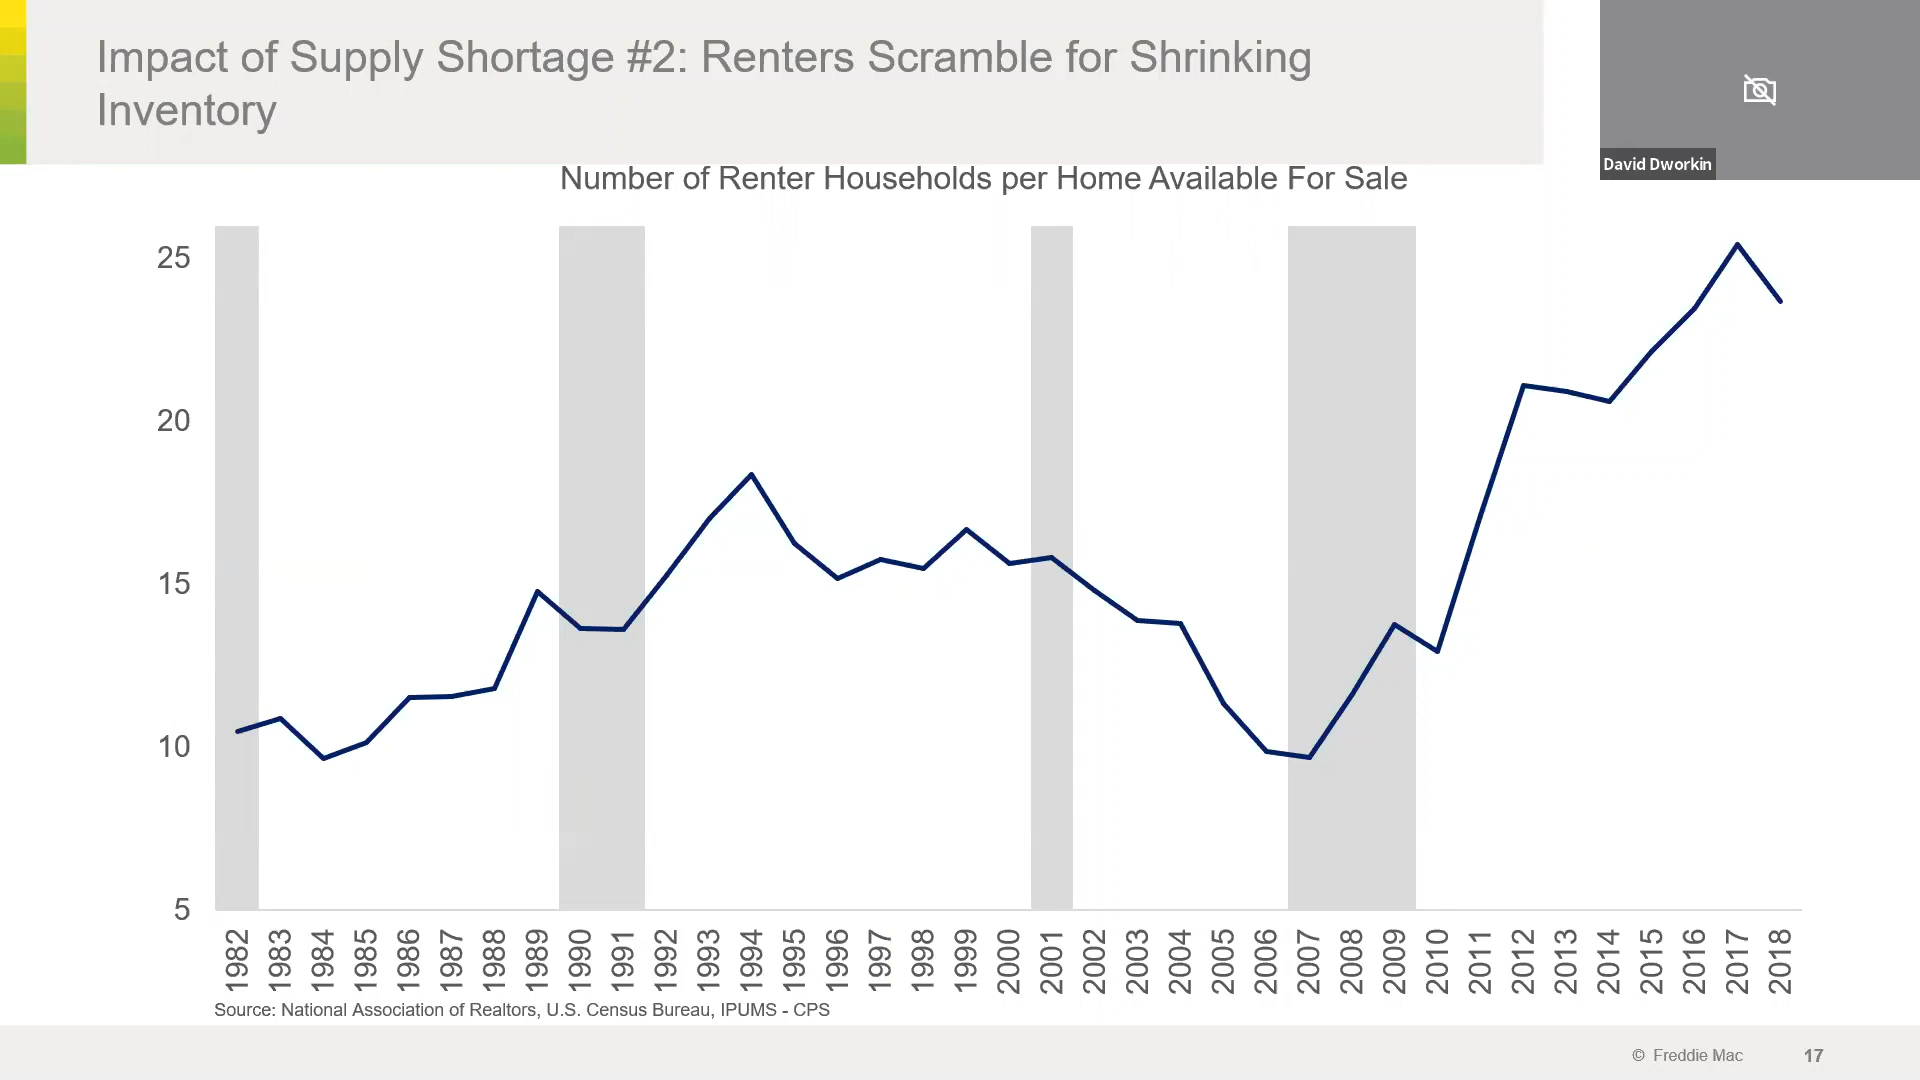 Impact of Supply Shortage #2: Renters Scramble for Shrinking
Inventory
David Dworkin
Number of Renter Households per Home Available For Sale
25
20
15
10
5
1982 1983 1984 1985 1986 1987 1988 1989 1990 1991 1992 1993 1994 1995 1996 1997 1998 1999 2000 2001 2002 2003 2004 2005 2006 2007 2008 2009 2010 2011 2012 2013 2014 2015 2016 2017 2018
Source: National Association of Realtors, U.S. Census Bureau, IPUMS - CPS
© Freddie Mac 17